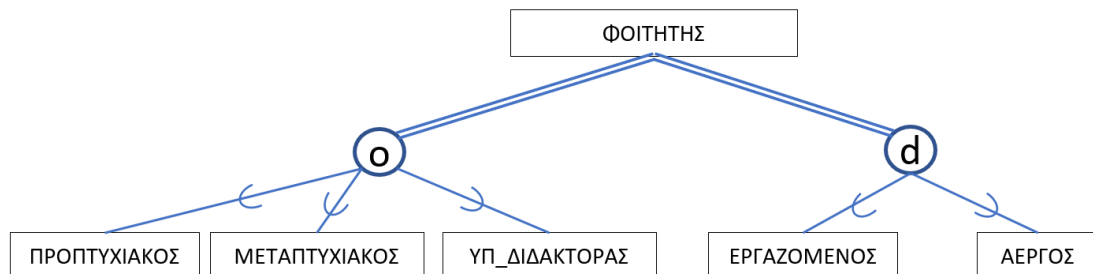 ΦΟΙΤΗΤΗΣ
o
d
ΠΡΟΠΤΥΧΙΑΚΟΣ
ΜΕΤΑΠΤΥΧΙΑΚΟΣ
ΥΠ_ΔΙΔΑΚΤΟΡΑΣ
ΕΡΓΑΖΟΜΕΝΟΣ
ΑΕΡΓΟΣ